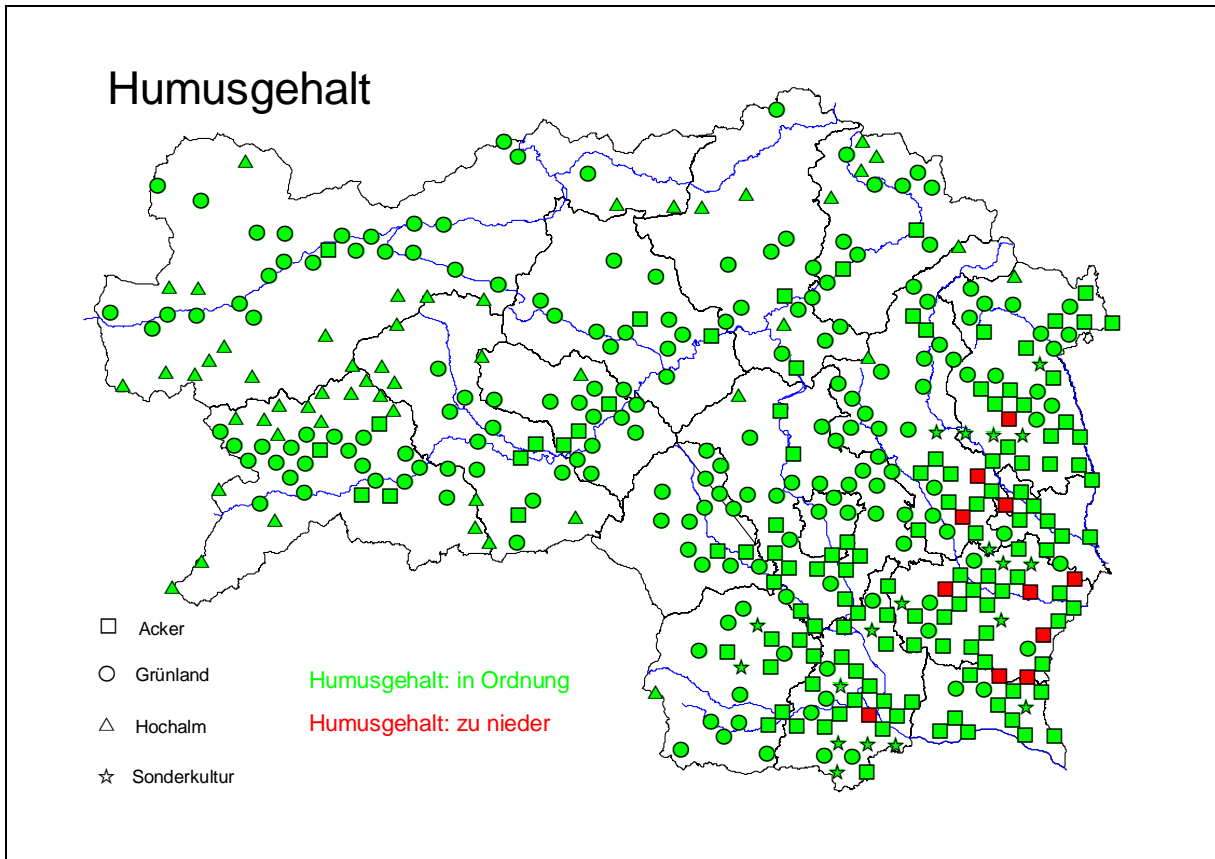 Humusgehalt
Acker
Grünland
Hochalm
Sonderkultur
Humusgehalt: in Ordnung
Humusgehalt: zu nieder